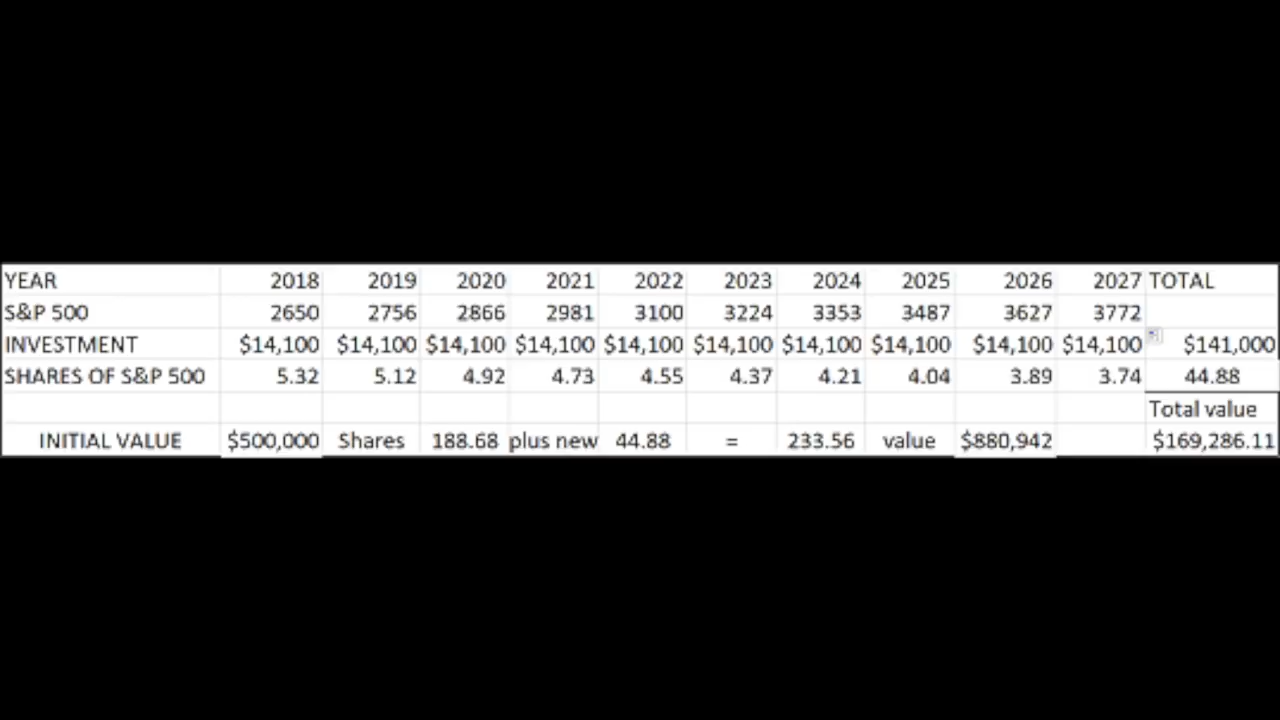 YEAR 2018 2019 2020 2021 2022 2023 2024 2025 2026 2027 TOTAL
S&P 500 2650 2756 2866 2981 3100 3224 3353 3487 3627 3772
INVESTMENT $14,100 $14,100 $14,100 $14,100 $14,100 $14,100 $14,100 $14,100 $14,100 $14,100 $141,000
SHARES OF S&P 500 5.32 5.12 4.92 4.73 4.55 4.37 4.21 4.04 3.89 3.74 44.88
Total value
INITIAL VALUE $500,000 Shares 188.68 plus new 44.88 = 233.56 value $880,942 $169,286.11